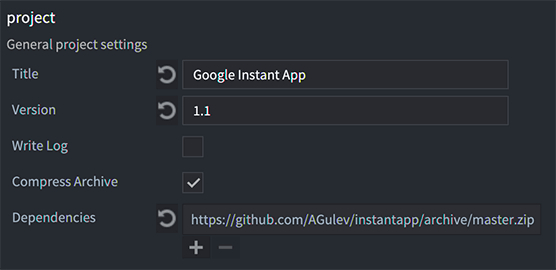 project
General project settings
Title Google Instant App
Version 1.1
Write Log
Compress Archive
Dependencies https://github.com/AGulev/instantapp/archive/master.zip